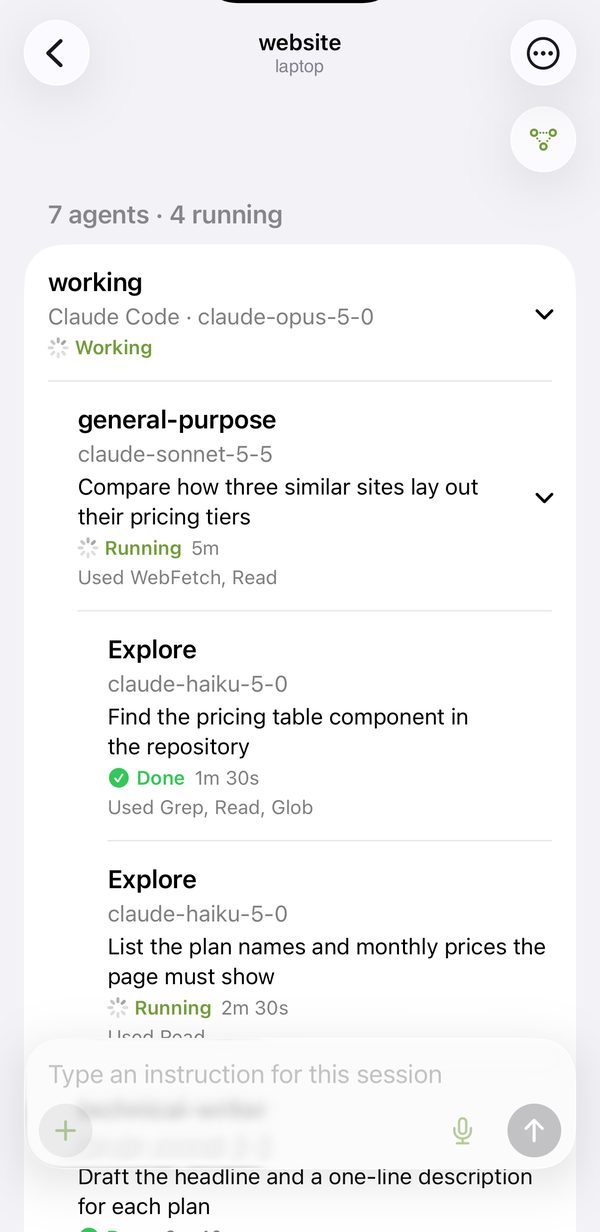 website
laptop
7 agents · 4 running
working
Claude Code · claude-opus-5-0
Working
general-purpose
claude-sonnet-5-5
Compare how three similar sites lay out
their pricing tiers
Running 5m
Used WebFetch, Read
Explore
claude-haiku-5-0
Find the pricing table component in
the repository
Done 1m 30s
Used Grep, Read, Glob
Explore
claude-haiku-5-0
List the plan names and monthly prices the
page must show
Running 2m 30s
Used Read
Type an instruction for this session
Draft the headline and a one-line description
for each plan